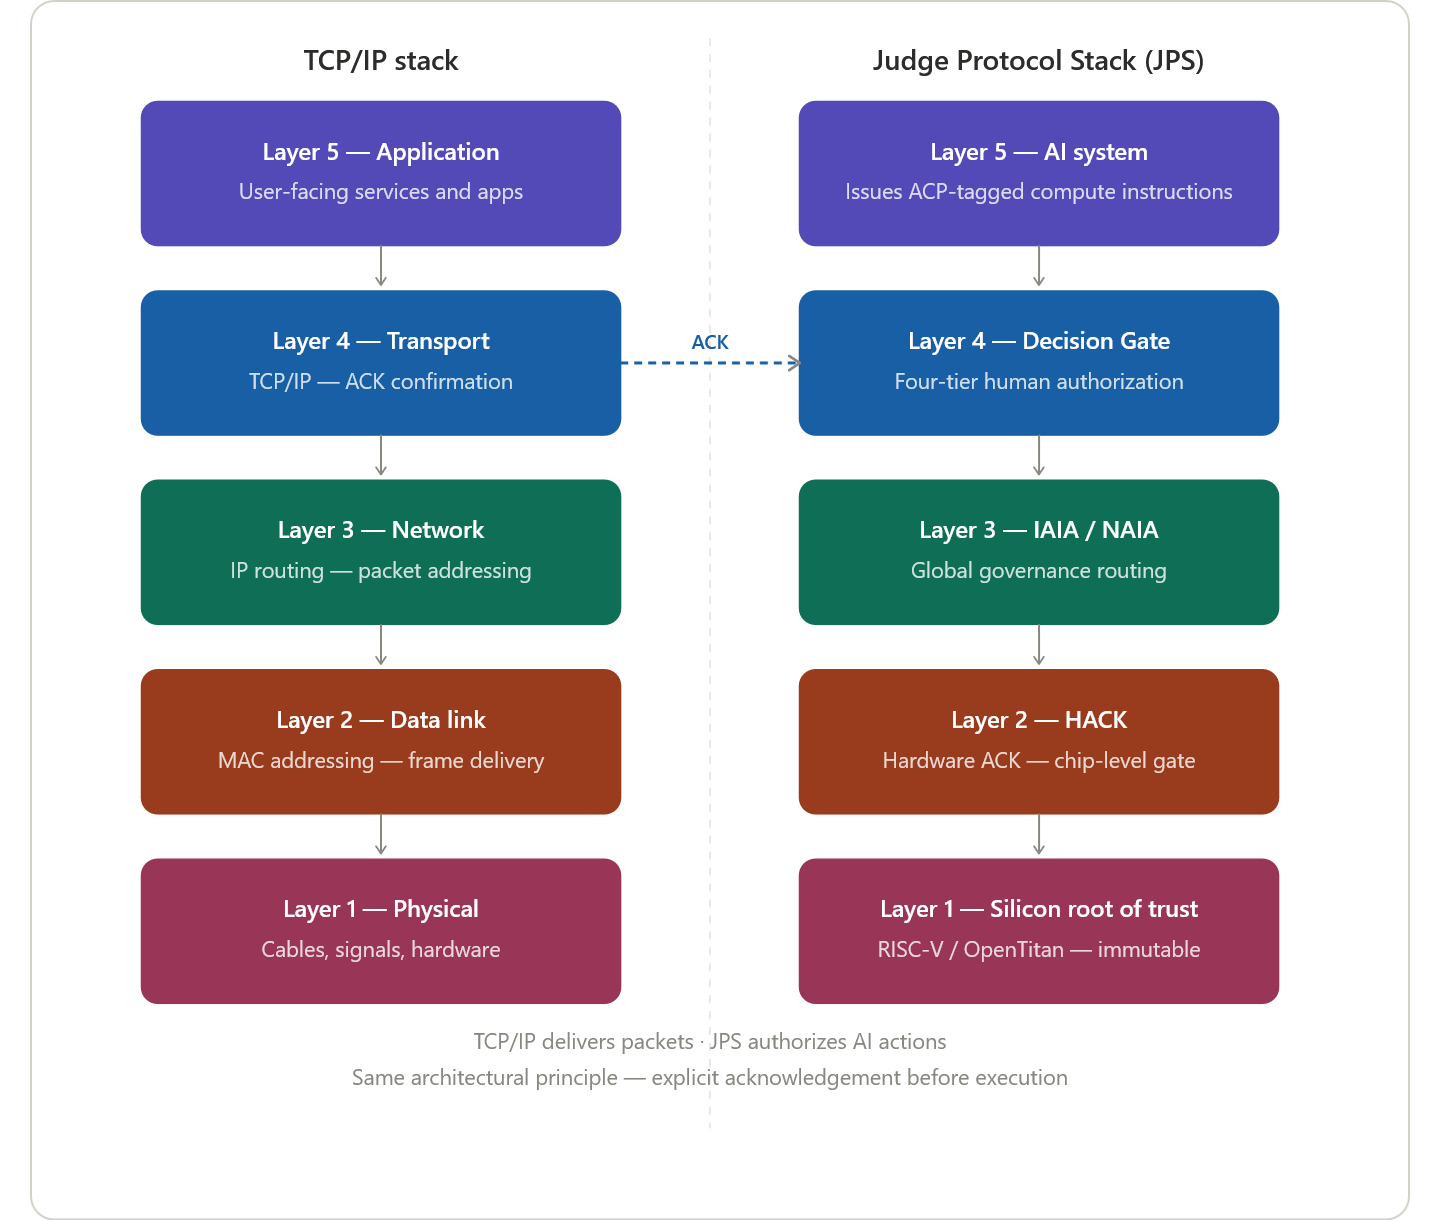 TCP/IP stack
Layer 5 — Application
User-facing services and apps
Layer 4 — Transport
TCP/IP — ACK confirmation
Layer 3 — Network
IP routing — packet addressing
Layer 2 — Data link
MAC addressing — frame delivery
Layer 1 — Physical
Cables, signals, hardware
ACK
Judge Protocol Stack (JPS)
Layer 5 — AI system
Issues ACP-tagged compute instructions
Layer 4 — Decision Gate
Four-tier human authorization
Layer 3 — IAIA / NAIA
Global governance routing
Layer 2 — HACK
Hardware ACK — chip-level gate
Layer 1 — Silicon root of trust
RISC-V / OpenTitan — immutable
TCP/IP delivers packets · JPS authorizes AI actions
Same architectural principle — explicit acknowledgement before execution